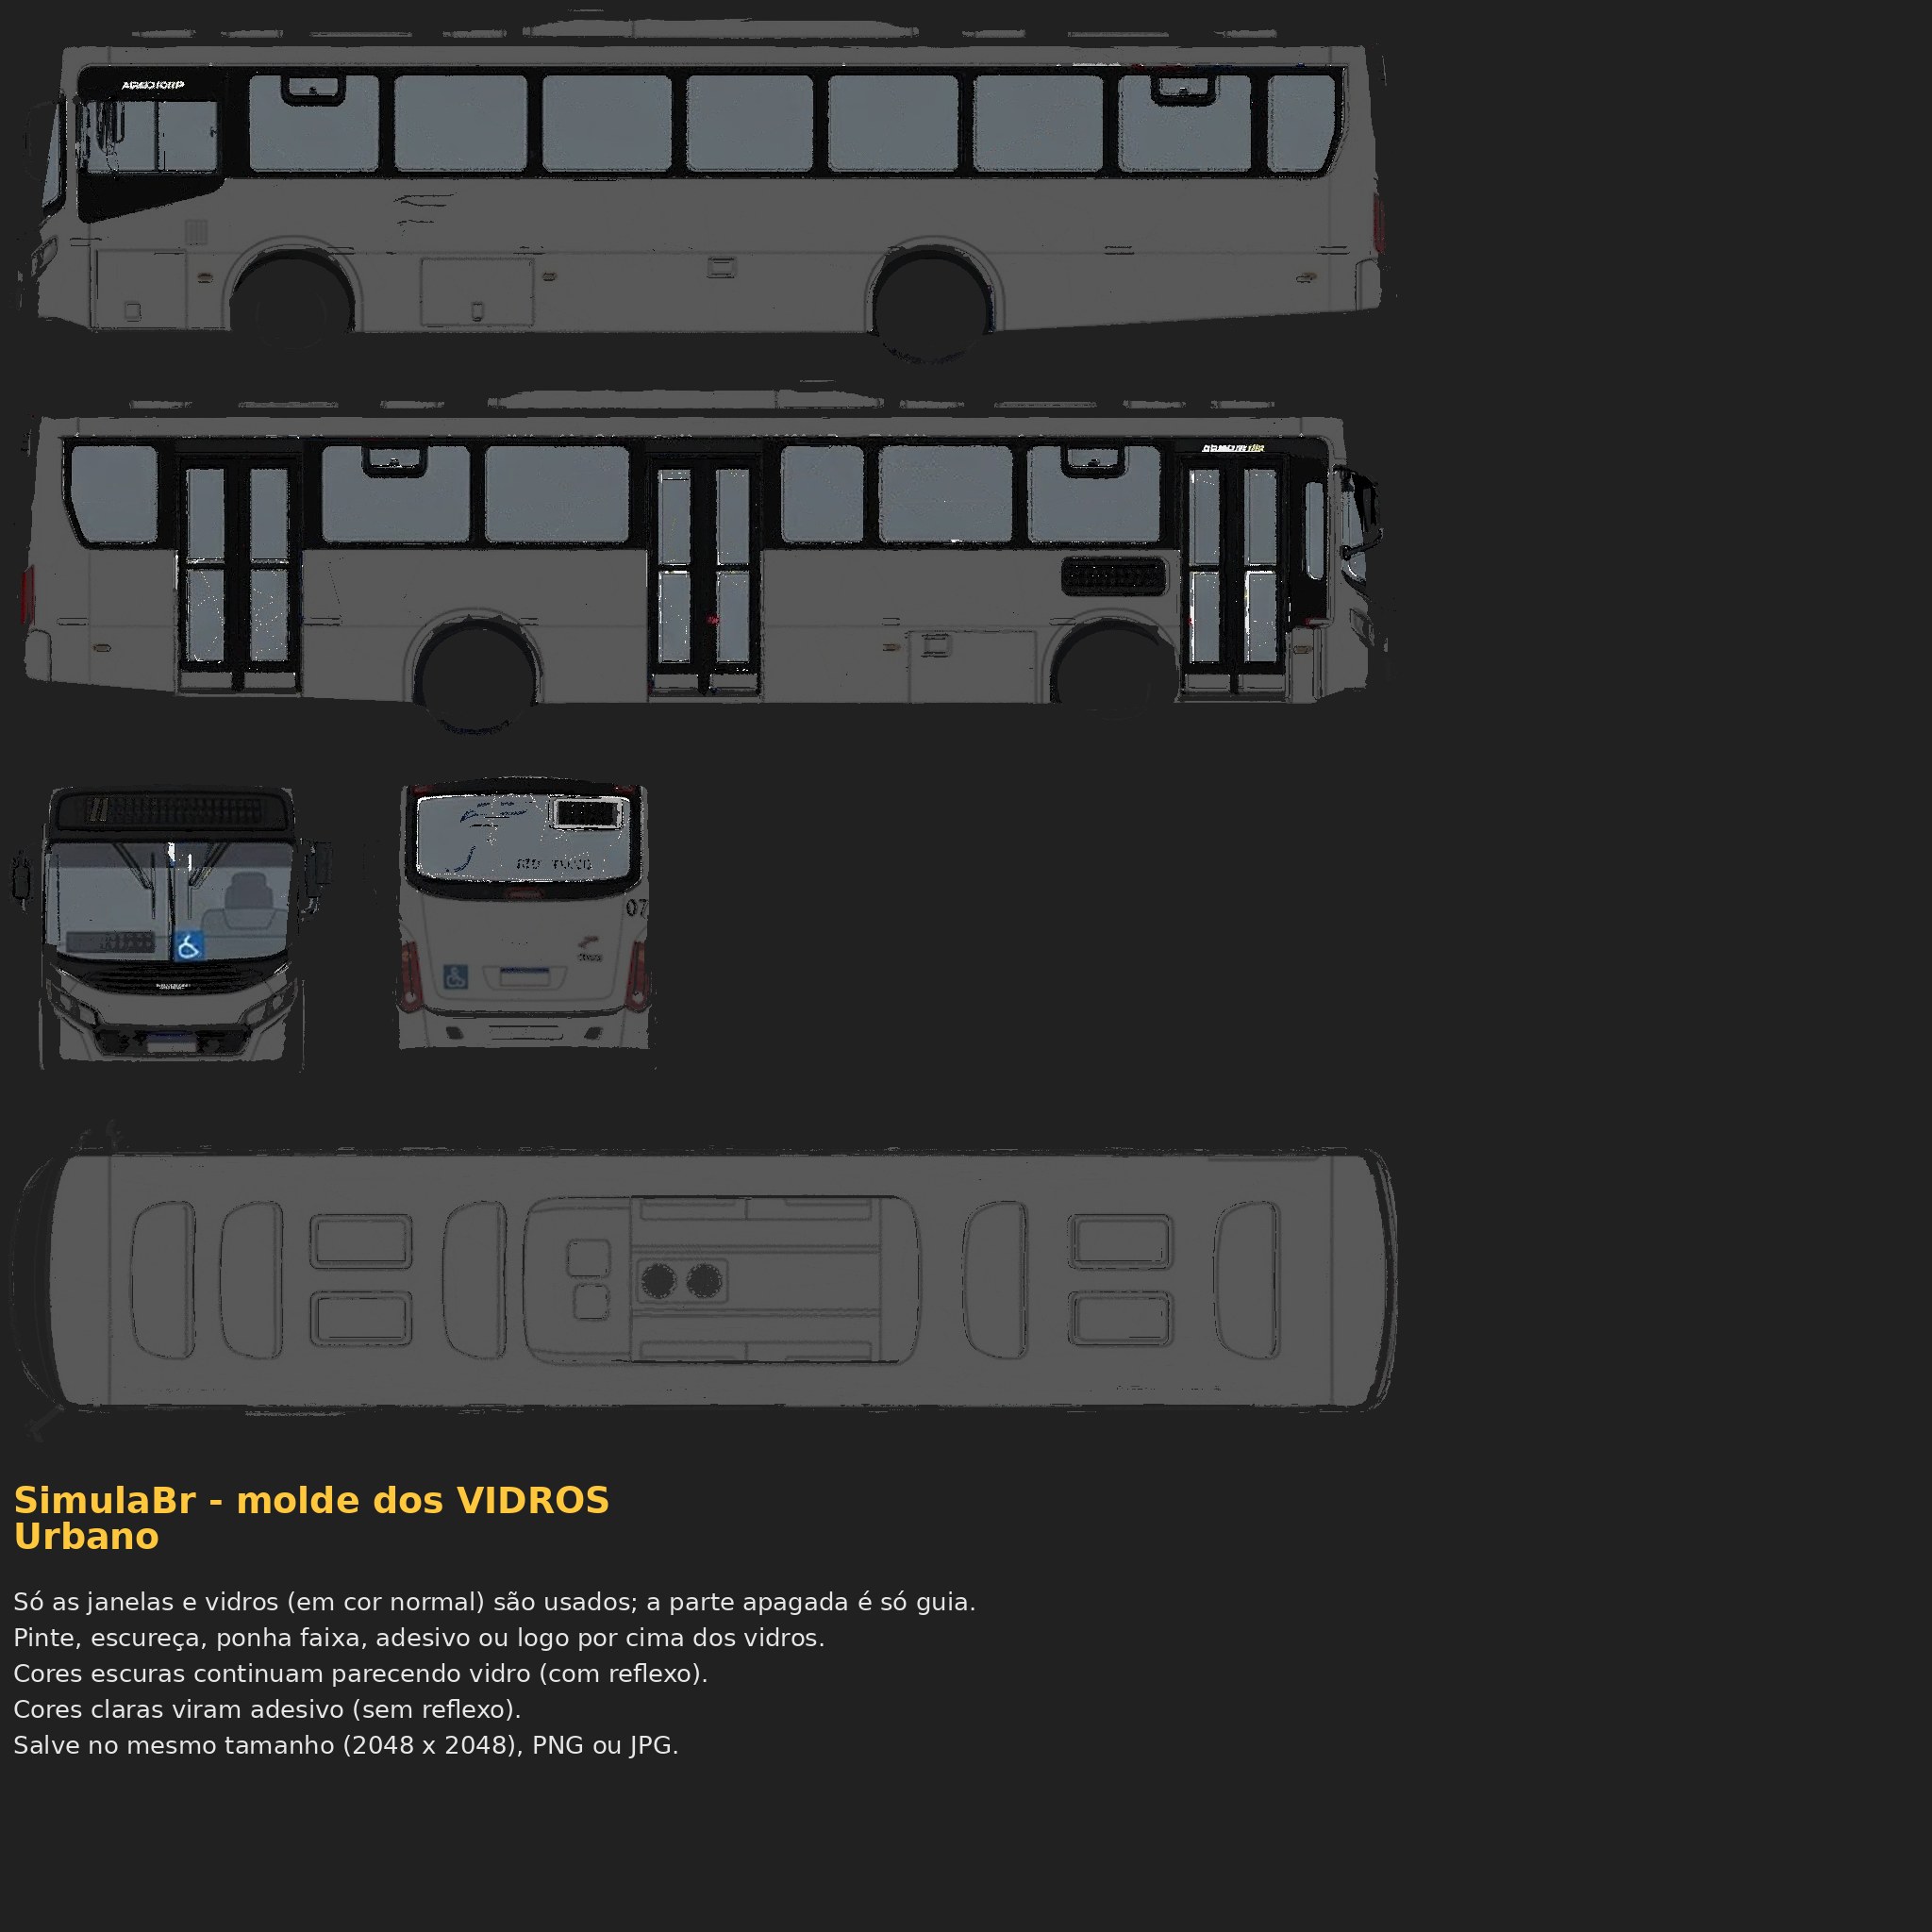 07
SimulaBr - molde dos VIDROS
Urbano
Só as janelas e vidros (em cor normal) são usados; a parte apagada é só guia.
Pinte, escureça, ponha faixa, adesivo ou logo por cima dos vidros.
Cores escuras continuam parecendo vidro (com reflexo).
Cores claras viram adesivo (sem reflexo).
Salve no mesmo tamanho (2048 x 2048), PNG ou JPG.